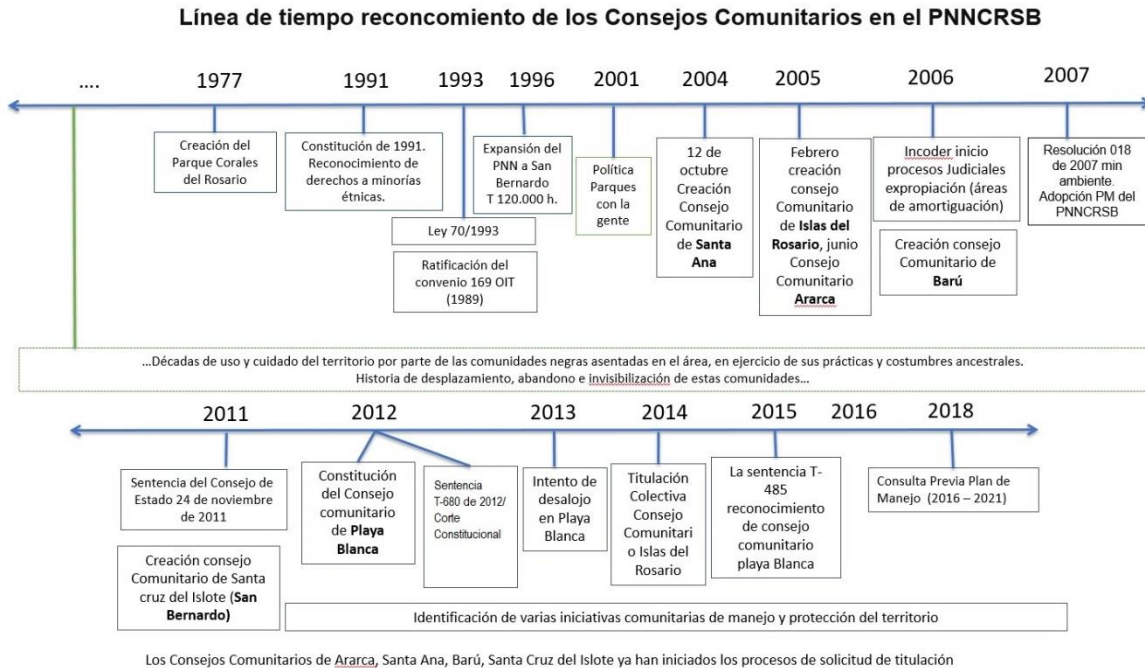 Línea de tiempo reconcomiento de los Consejos Comunitarios en el PNNCRSB
....
1977
1991
1993
1996
2001
2004
2005
2006
2007
Creación del
Parque Corales
del Rosario
Constitución de 1991.
Reconocimiento de
derechos a minorías
étnicas.
Ley 70/1993
Ratificación del
convenio 169 OIT
(1989)
Expansión del
PNN a San
Bernardo
T 120.000 h.
Política
Parques
con la
gente
12 de
octubre
Creación
Consejo
Comunitario
de Santa
Ana
Febrero
creación
consejo
Comunitario
de Islas del
Rosario, junio
Consejo
Comunitario
Ararca
Incoder inicio
procesos Judiciales
expropiación (áreas
de amortiguación)
Creación consejo
Comunitario de
Barú
Resolución 018
de 2007 min
ambiente.
Adopción PM del
PNNCRSB
...Décadas de uso y cuidado del territorio por parte de las comunidades negras asentadas en el área, en ejercicio de sus prácticas y costumbres ancestrales.
Historia de desplazamiento, abandono e invisibilización de estas comunidades...
2011
2012
2013
2014
2015
2016
2018
Sentencia del Consejo de
Estado 24 de noviembre
de 2011
Creación consejo
Comunitario de Santa
cruz del Islote (San
Bernardo)
Constitución
del Consejo
comunitario
de Playa
Blanca
Sentencia
T-680 de 2012/
Corte
Constitucional
Intento de
desalojo
en Playa
Blanca
Titulación
Colectiva
Consejo
Comunitari
o Islas del
Rosario
La sentencia T-
485
reconocimiento
de consejo
comunitario
playa Blanca
Consulta Previa Plan de
Manejo (2016 – 2021)
Identificación de varias iniciativas comunitarias de manejo y protección del territorio
Los Consejos Comunitarios de Ararca, Santa Ana, Barú, Santa Cruz del Islote ya han iniciados los procesos de solicitud de titulación